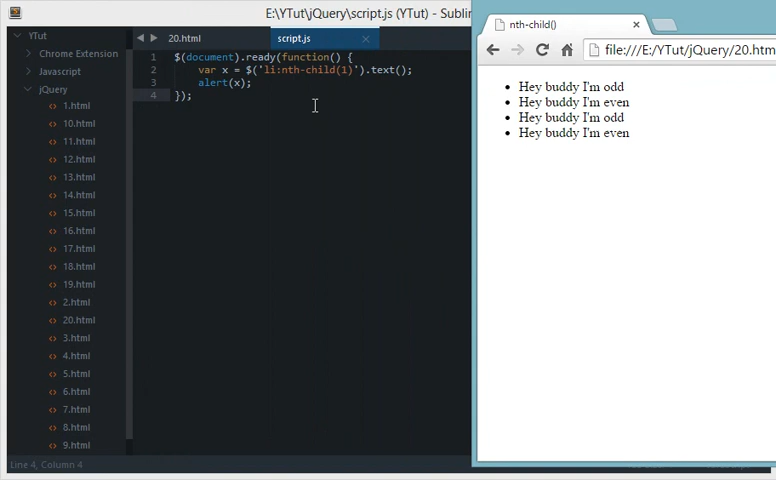 E:\YTut\jQuery\script.js (YTut) - Sublim
YTut
Chrome Extension
Javascript
jQuery
1.html
10.html
11.html
12.html
13.html
14.html
15.html
16.html
17.html
18.html
19.html
2.html
20.html
3.html
4.html
5.html
6.html
7.html
8.html
9.html
20.html
script.js
1 $(document).ready(function() {
2 var x = $('li:nth-child(1)').text();
3 alert(x);
4 });
Line 4, Column 4
nth-child()
file:///E:/YTut/jQuery/20.htm
Hey buddy I'm odd
Hey buddy I'm even
Hey buddy I'm odd
Hey buddy I'm even